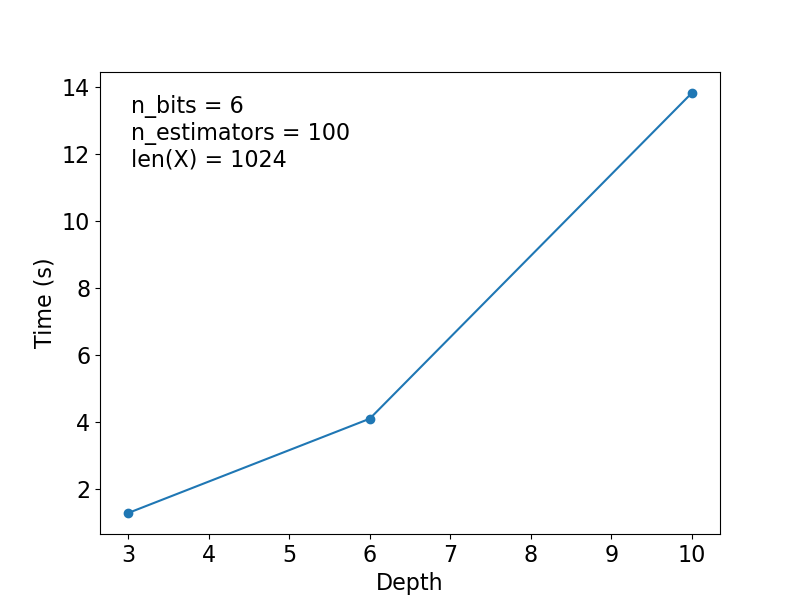 n_bits = 6
n_estimators = 100
len(X) = 1024
14
12
10
8
6
4
2
Time (s)
3 4 5 6 7 8 9 10
Depth